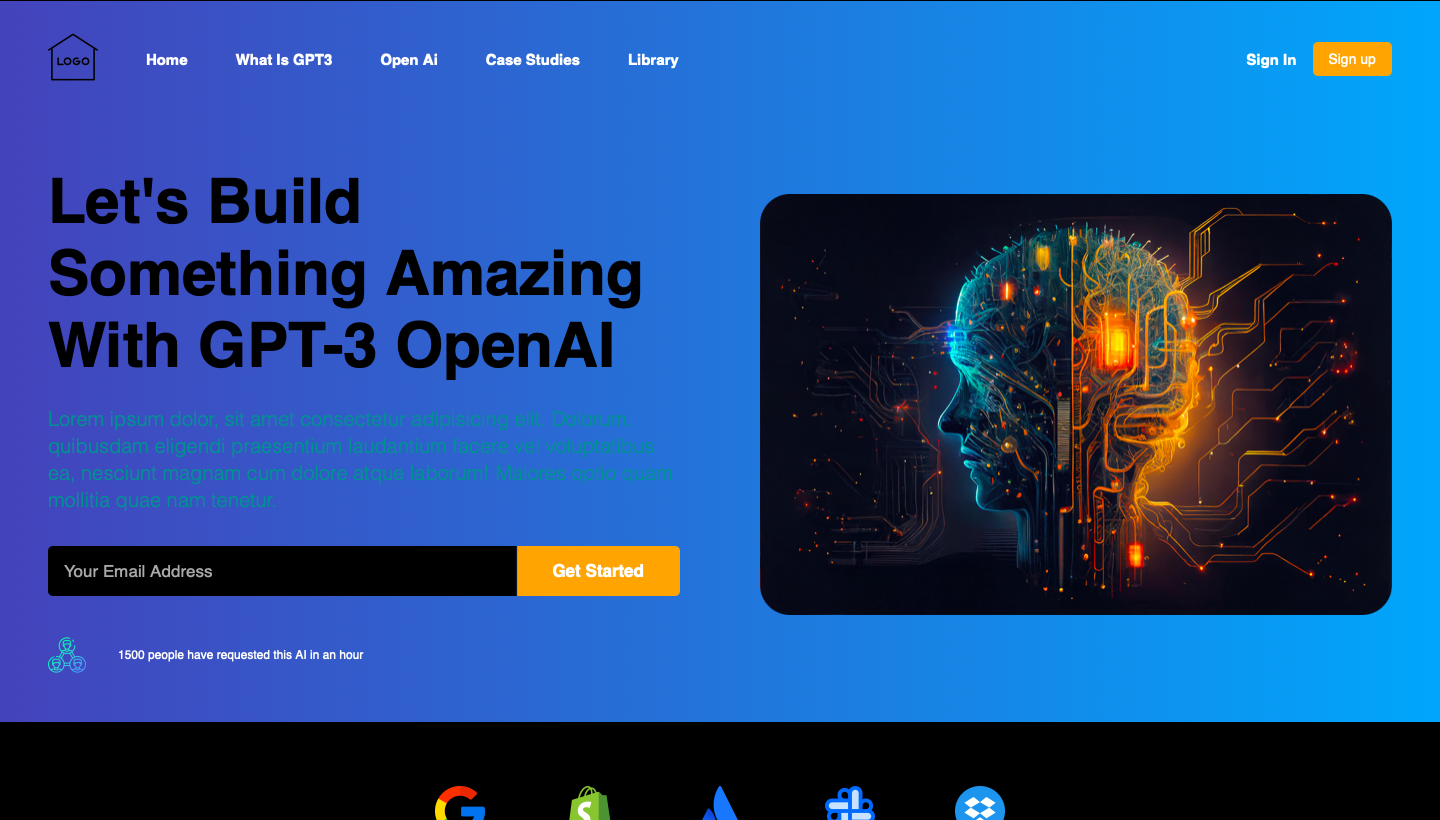 LOGO
Home
What Is GPT3
Open Ai
Case Studies
Library
Sign In
Sign up
Let's Build
Something Amazing
With GPT-3 OpenAI
Lorem ipsum dolor, sit amet consectetur adipisicing elit. Dolorum,
quibusdam eligendi praesentium laudantium facere vel voluptatibus
ea, nesciunt magnam cum dolore atque laborum! Maiores optio quam
mollitia quae nam tenetur.
Your Email Address
Get Started
1500 people have requested this AI in an hour